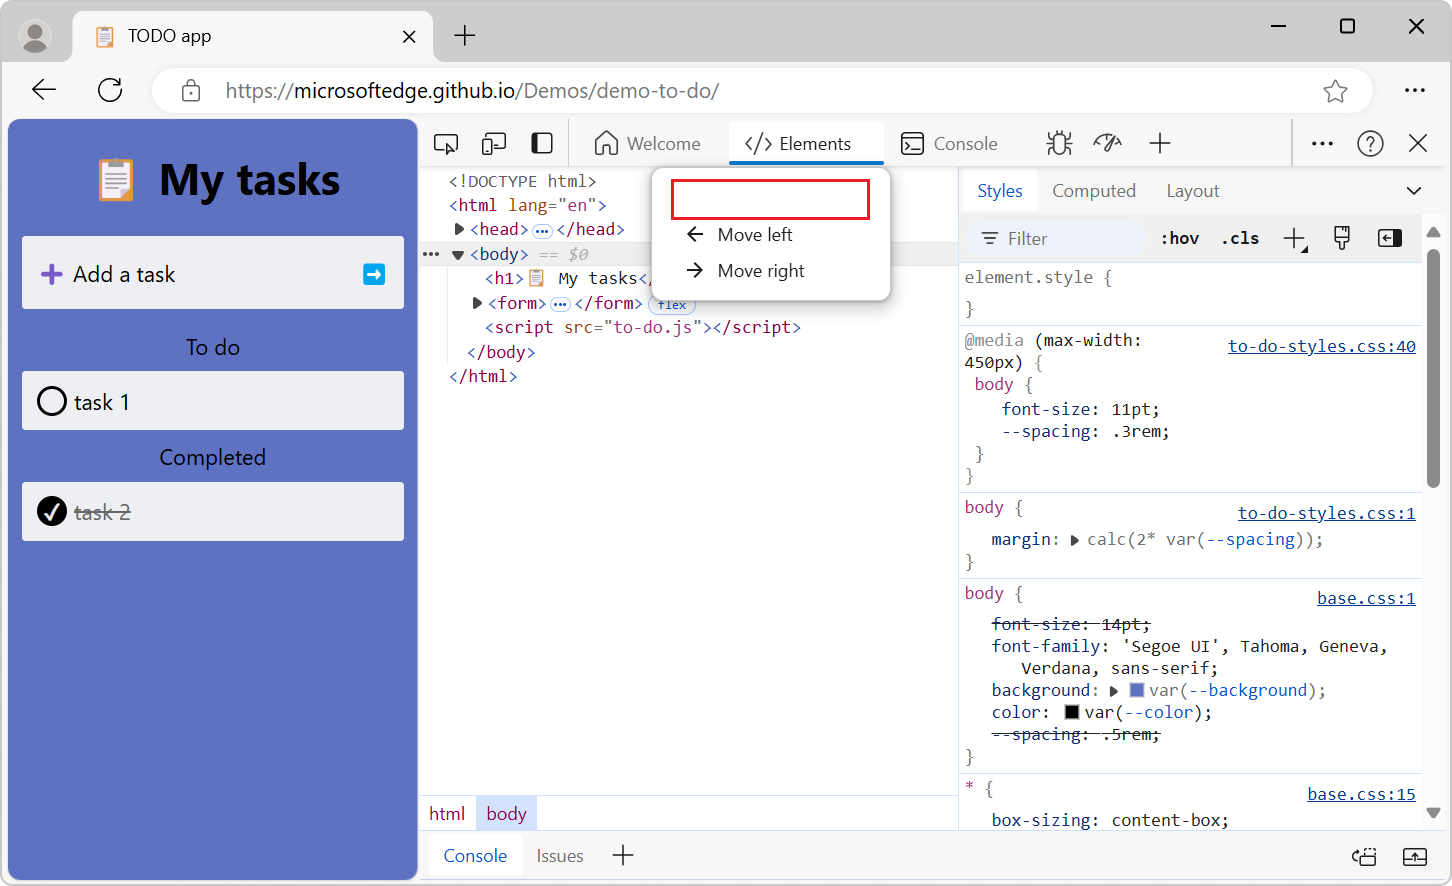 TODO app
https://microsoftedge.github.io/Demos/demo-to-do/
My tasks
Add a task
To do
task 1
Completed
task 2
Welcome
Elements
Console
Move left
Move right
<!DOCTYPE html>
<html lang="en">
<head> … </head>
<body> == $0
<h1> My tasks</
<form> … </form> flex
<script src="to-do.js"></script>
</body>
</html>
html body
Styles Computed Layout
Filter :hov .cls
element.style {
}
@media (max-width: 450px) {
to-do-styles.css:40
body {
font-size: 11pt;
--spacing: .3rem;
}
}
body {
to-do-styles.css:1
margin: calc(2* var(--spacing));
}
body {
base.css:1
font-size: 14pt;
font-family: 'Segoe UI', Tahoma, Geneva,
Verdana, sans-serif;
background: var(--background);
color: var(--color);
--spacing: .5rem;
}
* {
base.css:15
box-sizing: content-box;
Console Issues